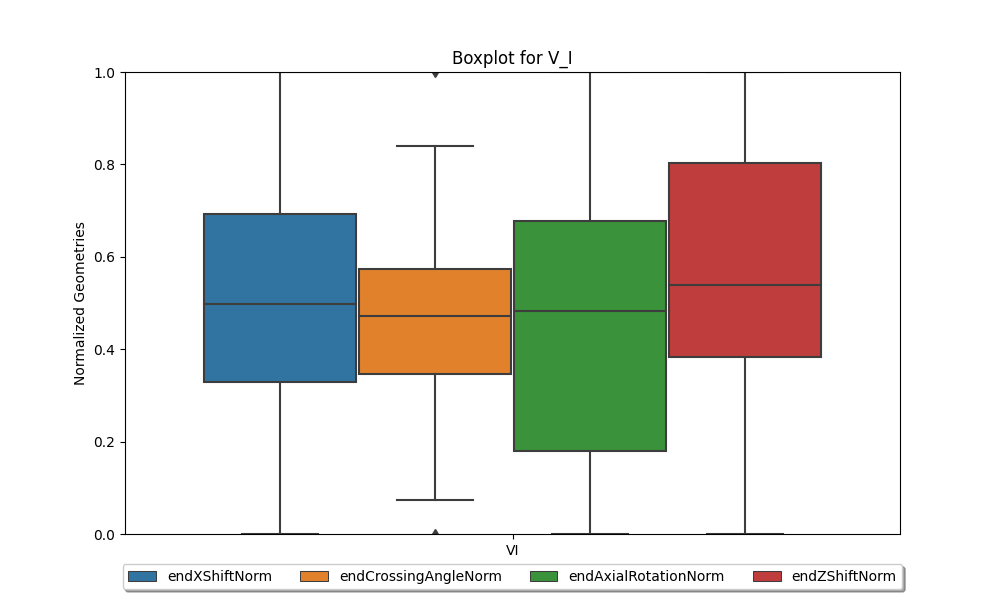 Boxplot for V_I
1.0
0.8
0.6
0.4
0.2
0.0
Normalized Geometries
VI
endXShiftNorm endCrossingAngleNorm endAxialRotationNorm endZShiftNorm